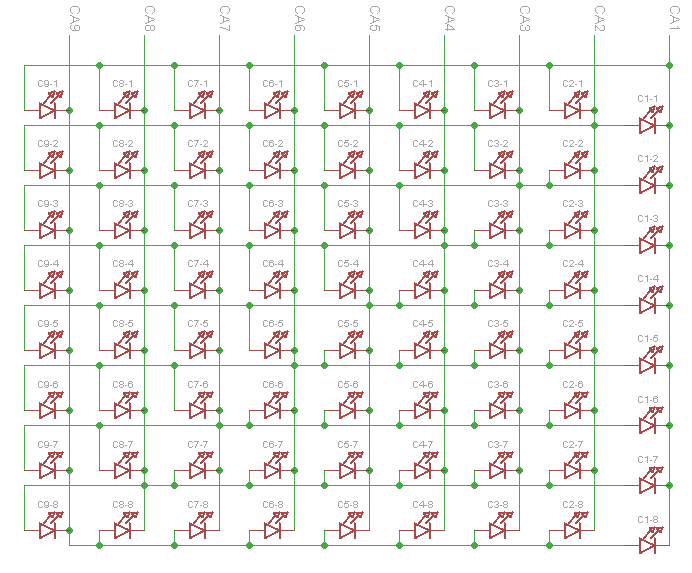 CA9 CA8 CA7 CA6 CA5 CA4 CA3 CA2 CA1
C9-1 C8-1 C7-1 C6-1 C5-1 C4-1 C3-1 C2-1
C1-1
C9-2 C8-2 C7-2 C6-2 C5-2 C4-2 C3-2 C2-2
C1-2
C9-3 C8-3 C7-3 C6-3 C5-3 C4-3 C3-3 C2-3
C1-3
C9-4 C8-4 C7-4 C6-4 C5-4 C4-4 C3-4 C2-4
C1-4
C9-5 C8-5 C7-5 C6-5 C5-5 C4-5 C3-5 C2-5
C1-5
C9-6 C8-6 C7-6 C6-6 C5-6 C4-6 C3-6 C2-6
C1-6
C9-7 C8-7 C7-7 C6-7 C5-7 C4-7 C3-7 C2-7
C1-7
C9-8 C8-8 C7-8 C6-8 C5-8 C4-8 C3-8 C2-8
C1-8